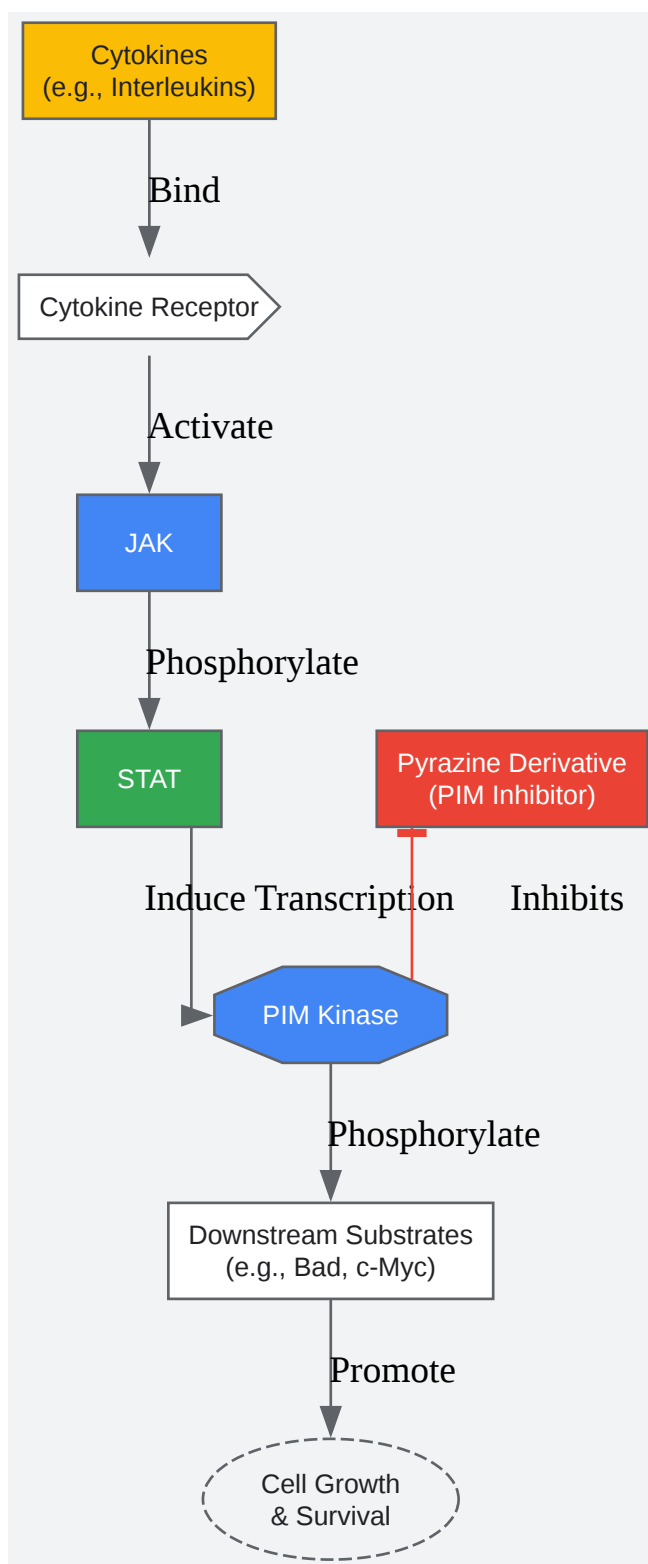 Cytokines
(e.g., Interleukins)
Bind
Cytokine Receptor
Activate
JAK
Phosphorylate
STAT
Pyrazine Derivative
(PIM Inhibitor)
Induce Transcription
Inhibits
PIM Kinase
Phosphorylate
Downstream Substrates
(e.g., Bad, c-Myc)
Promote
Cell Growth
& Survival